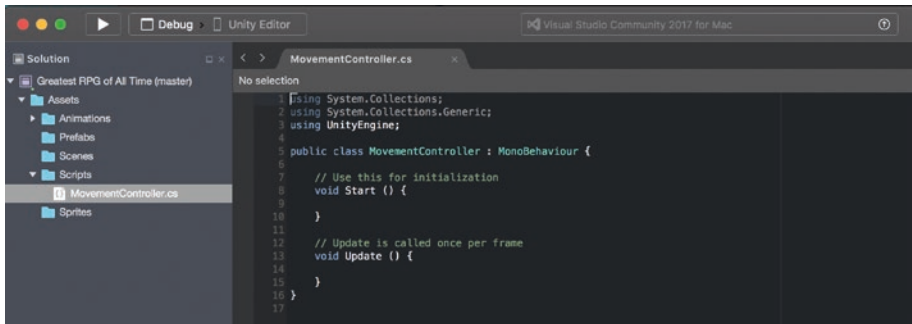 Debug
Unity Editor
Visual Studio Community 2017 for Mac
Solution
MovementController.cs
Greatest RPG of All Time (master)
No selection
Assets
Animations
Prefabs
Scenes
Scripts
MovementController.cs
Sprites
1 using System.Collections;
2 using System.Collections.Generic;
3 using UnityEngine;
4
5 public class MovementController : MonoBehaviour {
6
7 // Use this for initialization
8 void Start () {
9
10 }
11
12 // Update is called once per frame
13 void Update () {
14
15 }
16 }
17